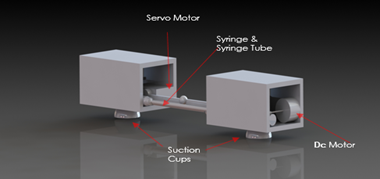 Servo Motor
Syringe &
Syringe Tube
Dc Motor
Suction
Cups